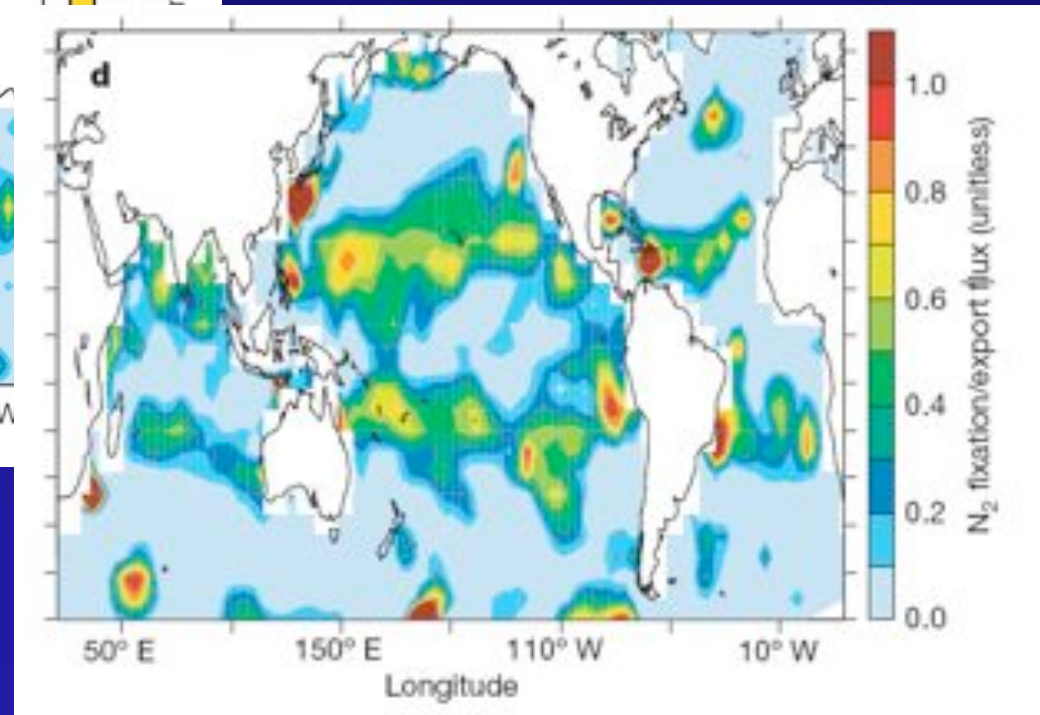 d
1.0
0.8
0.6
0.4
0.2
0.0
N₂ fixation/export flux (unitless)
50° E
150° E
110° W
10° W
Longitude